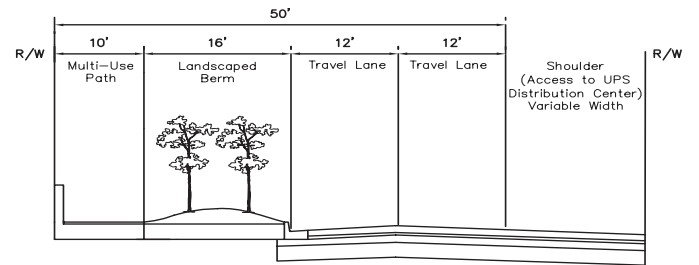 50'
10' 16' 12' 12'
R/W R/W
Multi-Use Landscaped Travel Lane Travel Lane Shoulder
Path Berm (Access to UPS
Distribution Center)
Variable Width